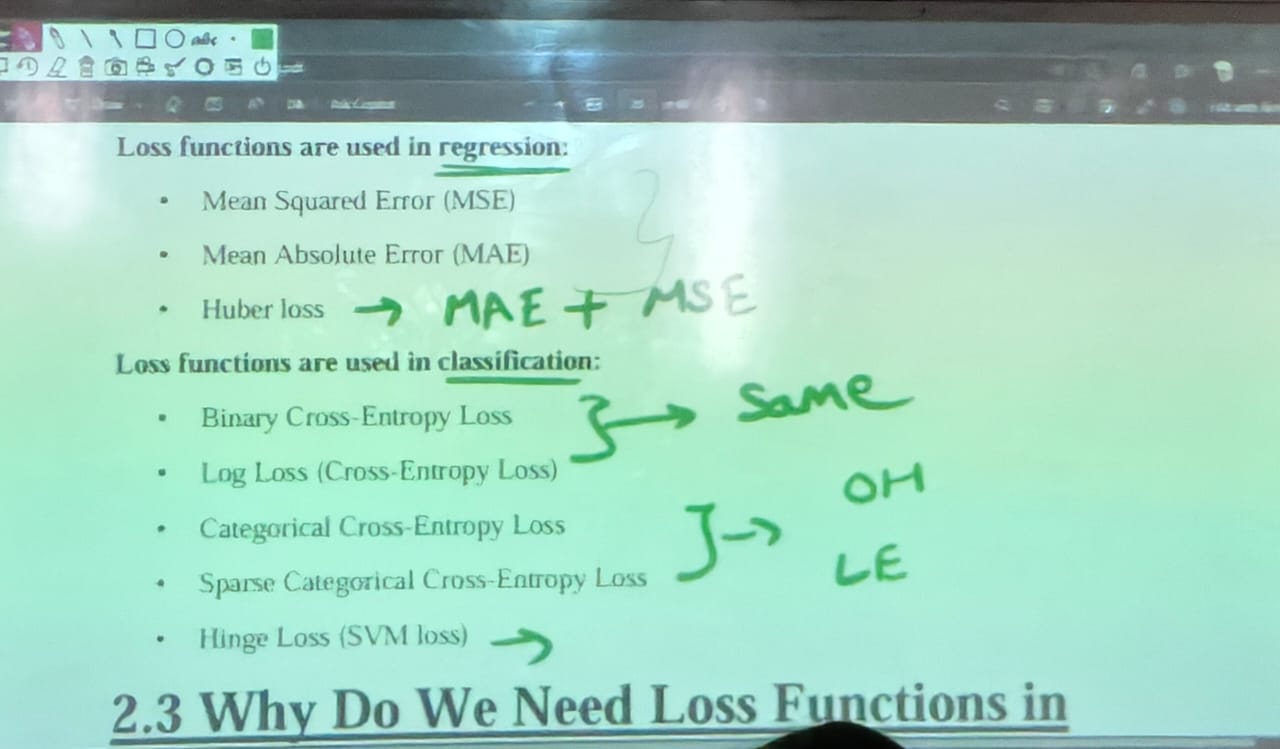 abc
Loss functions are used in regression:
• Mean Squared Error (MSE)
• Mean Absolute Error (MAE)
• Huber loss → MAE + MSE
Loss functions are used in classification:
• Binary Cross-Entropy Loss
} → Same
• Log Loss (Cross-Entropy Loss)
OH
• Categorical Cross-Entropy Loss
] →
LE
• Sparse Categorical Cross-Entropy Loss
• Hinge Loss (SVM loss) →
2.3 Why Do We Need Loss Functions in